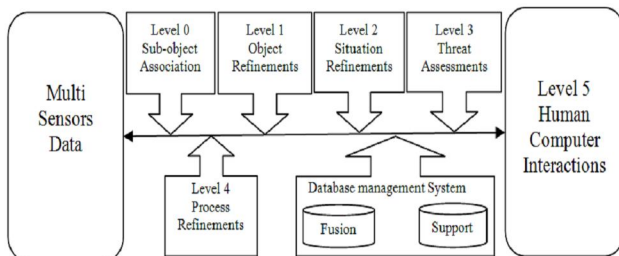 Multi
Sensors
Data
Level 0
Sub-object
Association
Level 1
Object
Refinements
Level 2
Situation
Refinements
Level 3
Threat
Assessments
Level 4
Process
Refinements
Database management System
Fusion
Support
Level 5
Human
Computer
Interactions